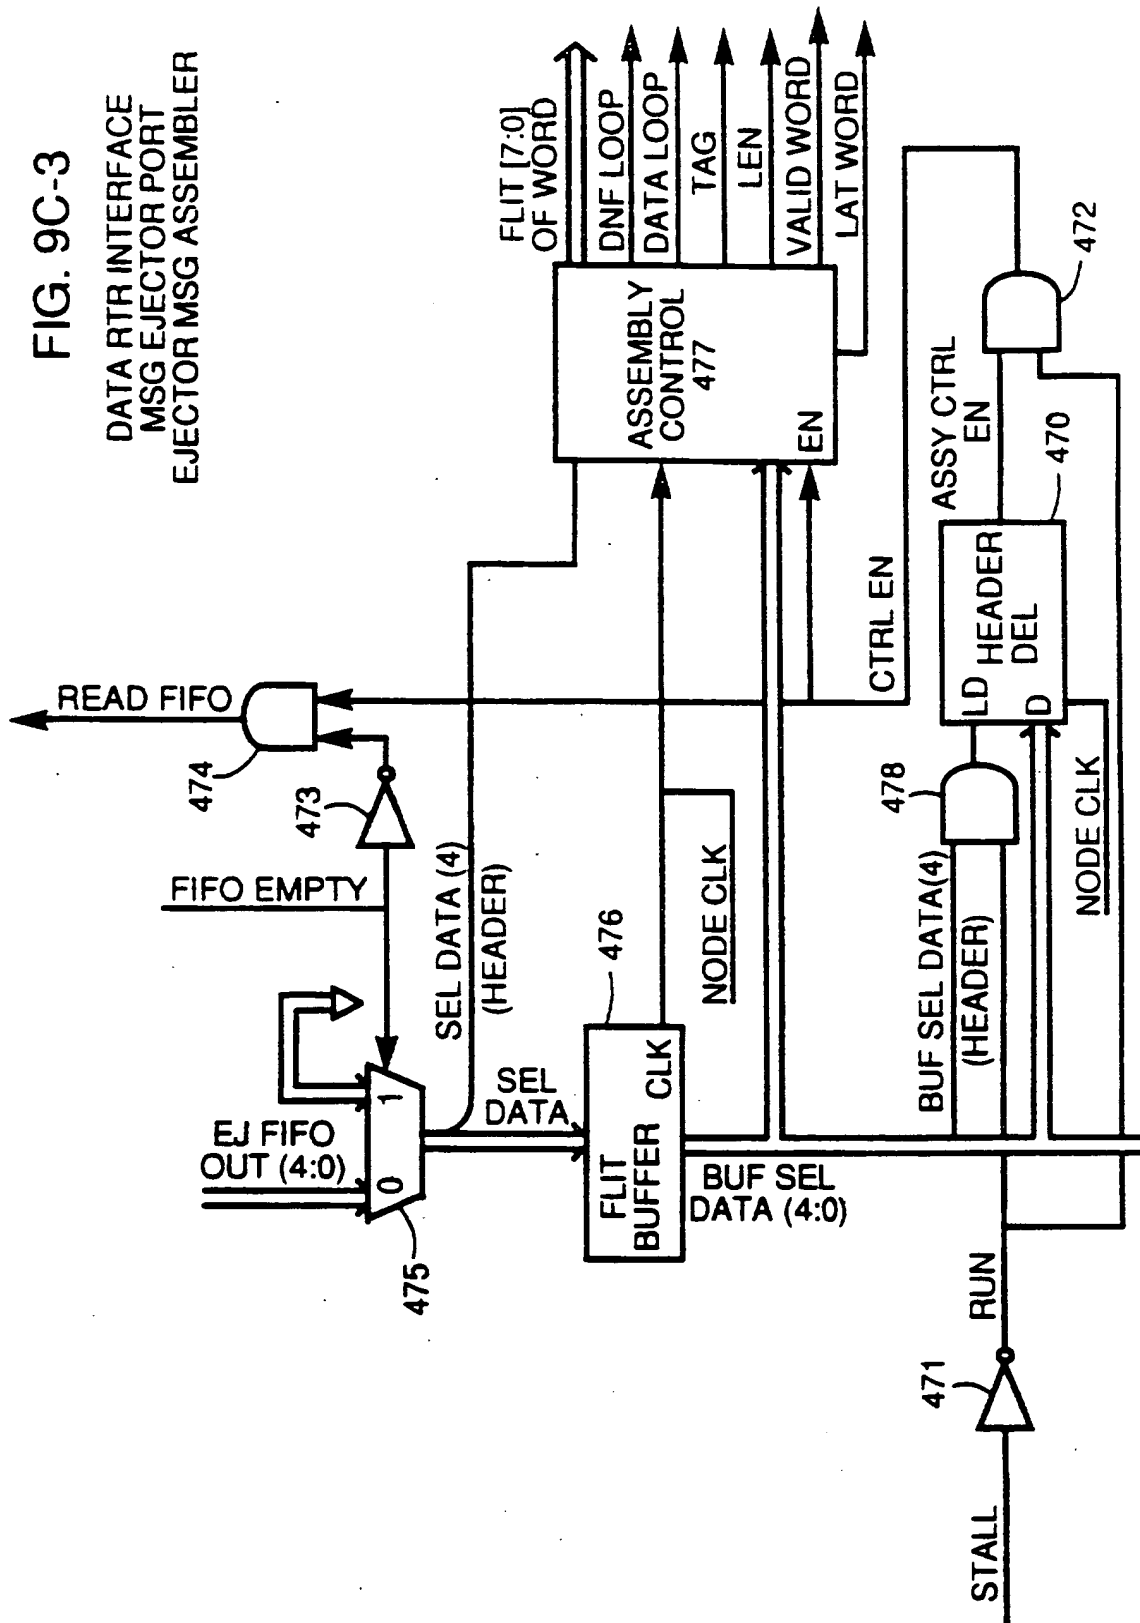 FIG. 9C-3
DATA RTR INTERFACE
MSG EJECTOR PORT
EJECTOR MSG ASSEMBLER
READ FIFO
474
473
FIFO EMPTY
EJ FIFO
OUT (4:0)
0
1
475
SEL DATA (4)
(HEADER)
SEL
DATA
FLIT
BUFFER
CLK
476
NODE CLK
BUF SEL
DATA (4:0)
ASSEMBLY
CONTROL
477
EN
FLIT [7:0]
OF WORD
DNF LOOP
DATA LOOP
TAG
LEN
VALID WORD
LAT WORD
CTRL EN
472
ASSY CTRL
EN
470
LD
HEADER
DEL
D
478
BUF SEL DATA(4)
(HEADER)
NODE CLK
RUN
471
STALL